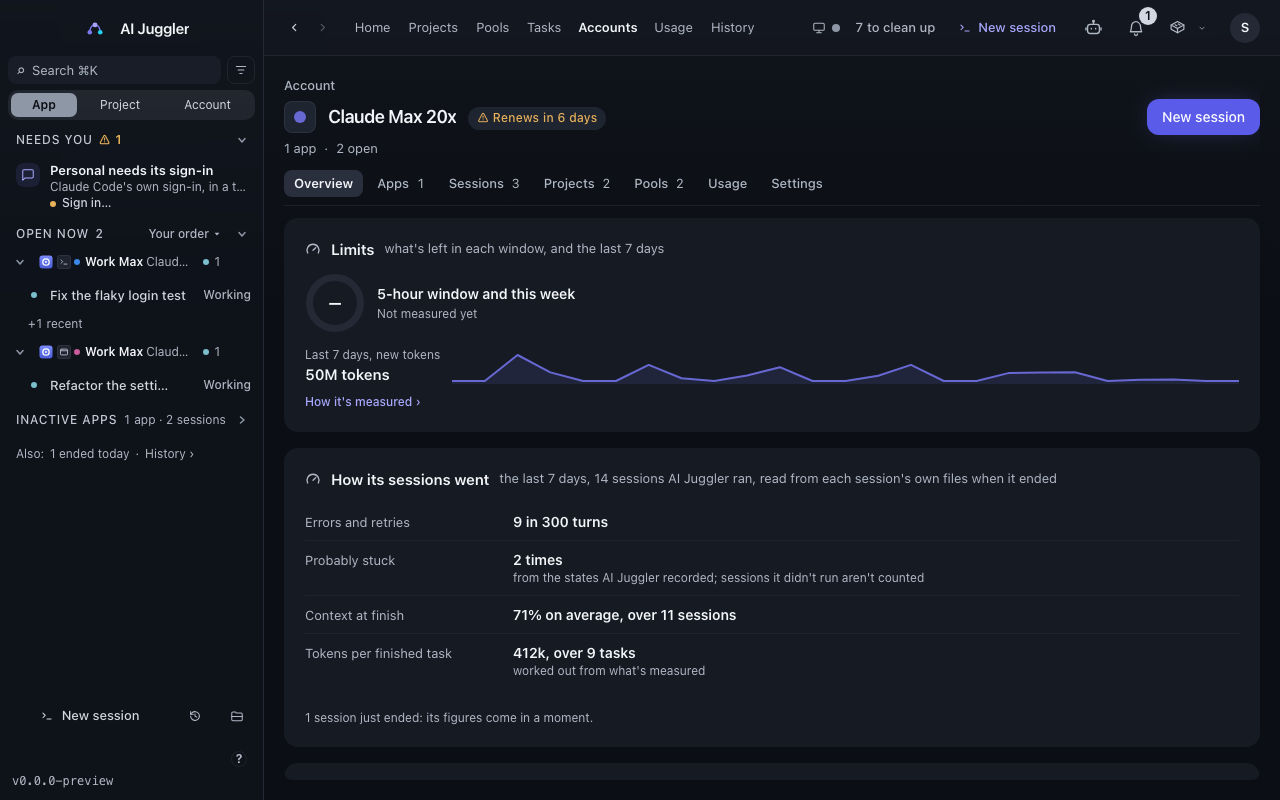 AI Juggler
Search ⌘K
App Project Account
NEEDS YOU 1
Personal needs its sign-in
Claude Code's own sign-in, in a t…
Sign in…
OPEN NOW 2 Your order
Work Max Claud… 1
Fix the flaky login test Working
+1 recent
Work Max Claud… 1
Refactor the setti… Working
INACTIVE APPS 1 app · 2 sessions
Also: 1 ended today · History ›
New session
?
v0.0.0-preview
Home Projects Pools Tasks Accounts Usage History
7 to clean up
New session
1
S
Account
Claude Max 20x
Renews in 6 days
New session
1 app · 2 open
Overview Apps 1 Sessions 3 Projects 2 Pools 2 Usage Settings
Limits what's left in each window, and the last 7 days
–
5-hour window and this week
Not measured yet
Last 7 days, new tokens
50M tokens
How it's measured ›
How its sessions went the last 7 days, 14 sessions AI Juggler ran, read from each session's own files when it ended
Errors and retries 9 in 300 turns
Probably stuck 2 times
from the states AI Juggler recorded; sessions it didn't run aren't counted
Context at finish 71% on average, over 11 sessions
Tokens per finished task 412k, over 9 tasks
worked out from what's measured
1 session just ended: its figures come in a moment.